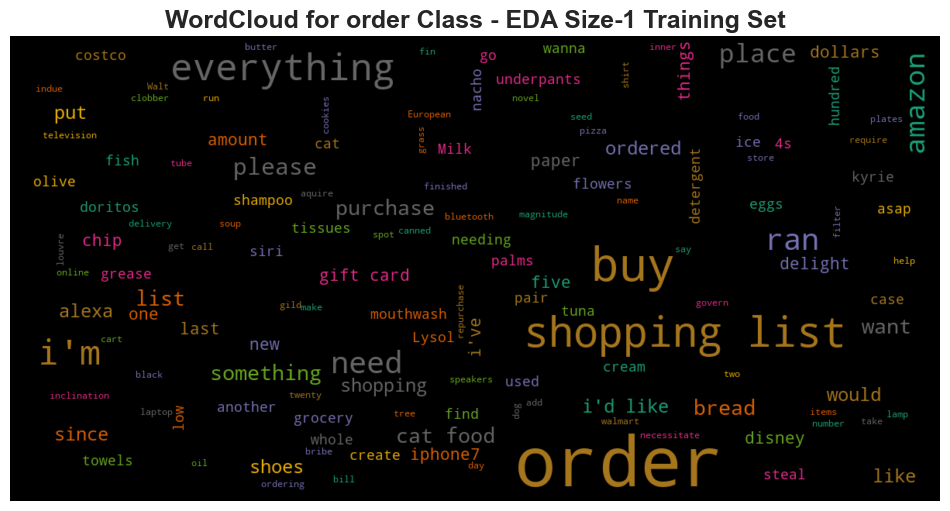 WordCloud for order Class - EDA Size-1 Training Set
butter
fin
wanna
inner
costco
everything
go
place
dollars
indue
Walt
clobber
run
cookies
nacho
underpants
novel
shirt
things
hundred
amazon
put
television
European
seed
food
plates
amount
cat
grass
Milk
pizza
ordered
ice
4s
require
store
fish
tube
please
paper
detergent
kyrie
olive
aquire
finished
flowers
shampoo
doritos
purchase
bluetooth
magnitude
name
eggs
asap
filter
delivery
soup
tissues
spot
canned
needing
chip
louvre
get
call
siri
ran
say
buy
palms
delight
help
online
grease
gift card
five
list
gild
make
repurchase
pair
govern
case
alexa
one
mouthwash
tuna
last
i've
shopping list
want
cart
new
Lysol
i'm
need
something
black
speakers
used
cream
two
shopping
inclination
twenty
dog
add
would
laptop
low
another
tree
find
i'd like
bread
items
number
take
lamp
grocery
walmart
since
whole
cat food
necessitate
disney
bribe
create
iphone7
order
towels
oil
shoes
day
steal
like
ordering
bill